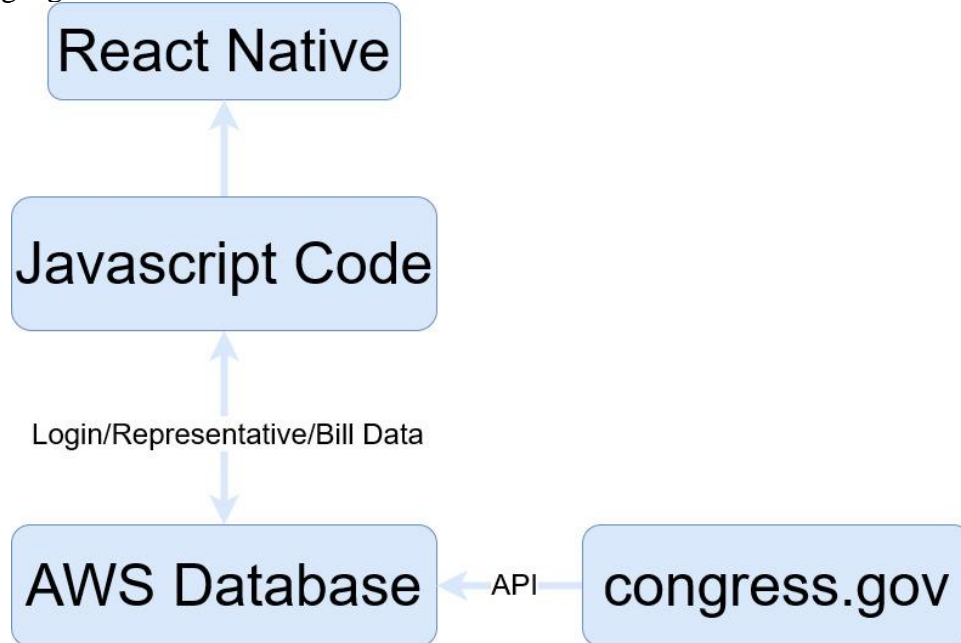 React Native
Javascript Code
Login/Representative/Bill Data
AWS Database
API
congress.gov